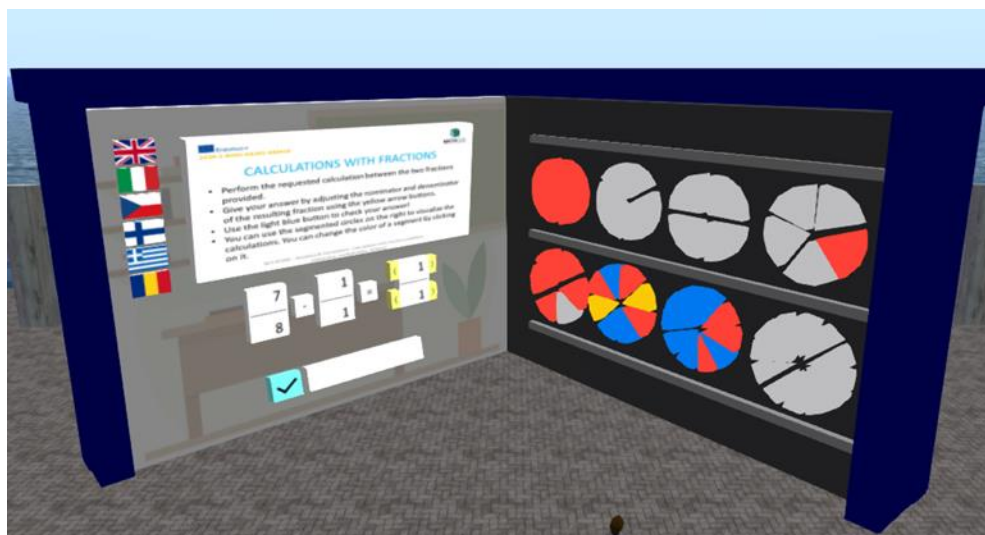 Erasmus+
CALCULATIONS WITH FRACTIONS
• Perform the requested calculation between the two fractions
provided.
• Give your answer by adjusting the nominator and denominator
of the resulting fraction using the yellow arrow buttons.
• Use the light blue button to check your answer!
• You can use the segmented circles on the right to visualize the
calculations. You can change the color of a segment by clicking
on it.
7 - 1 = ( 1 )
8 1 ( 1 )